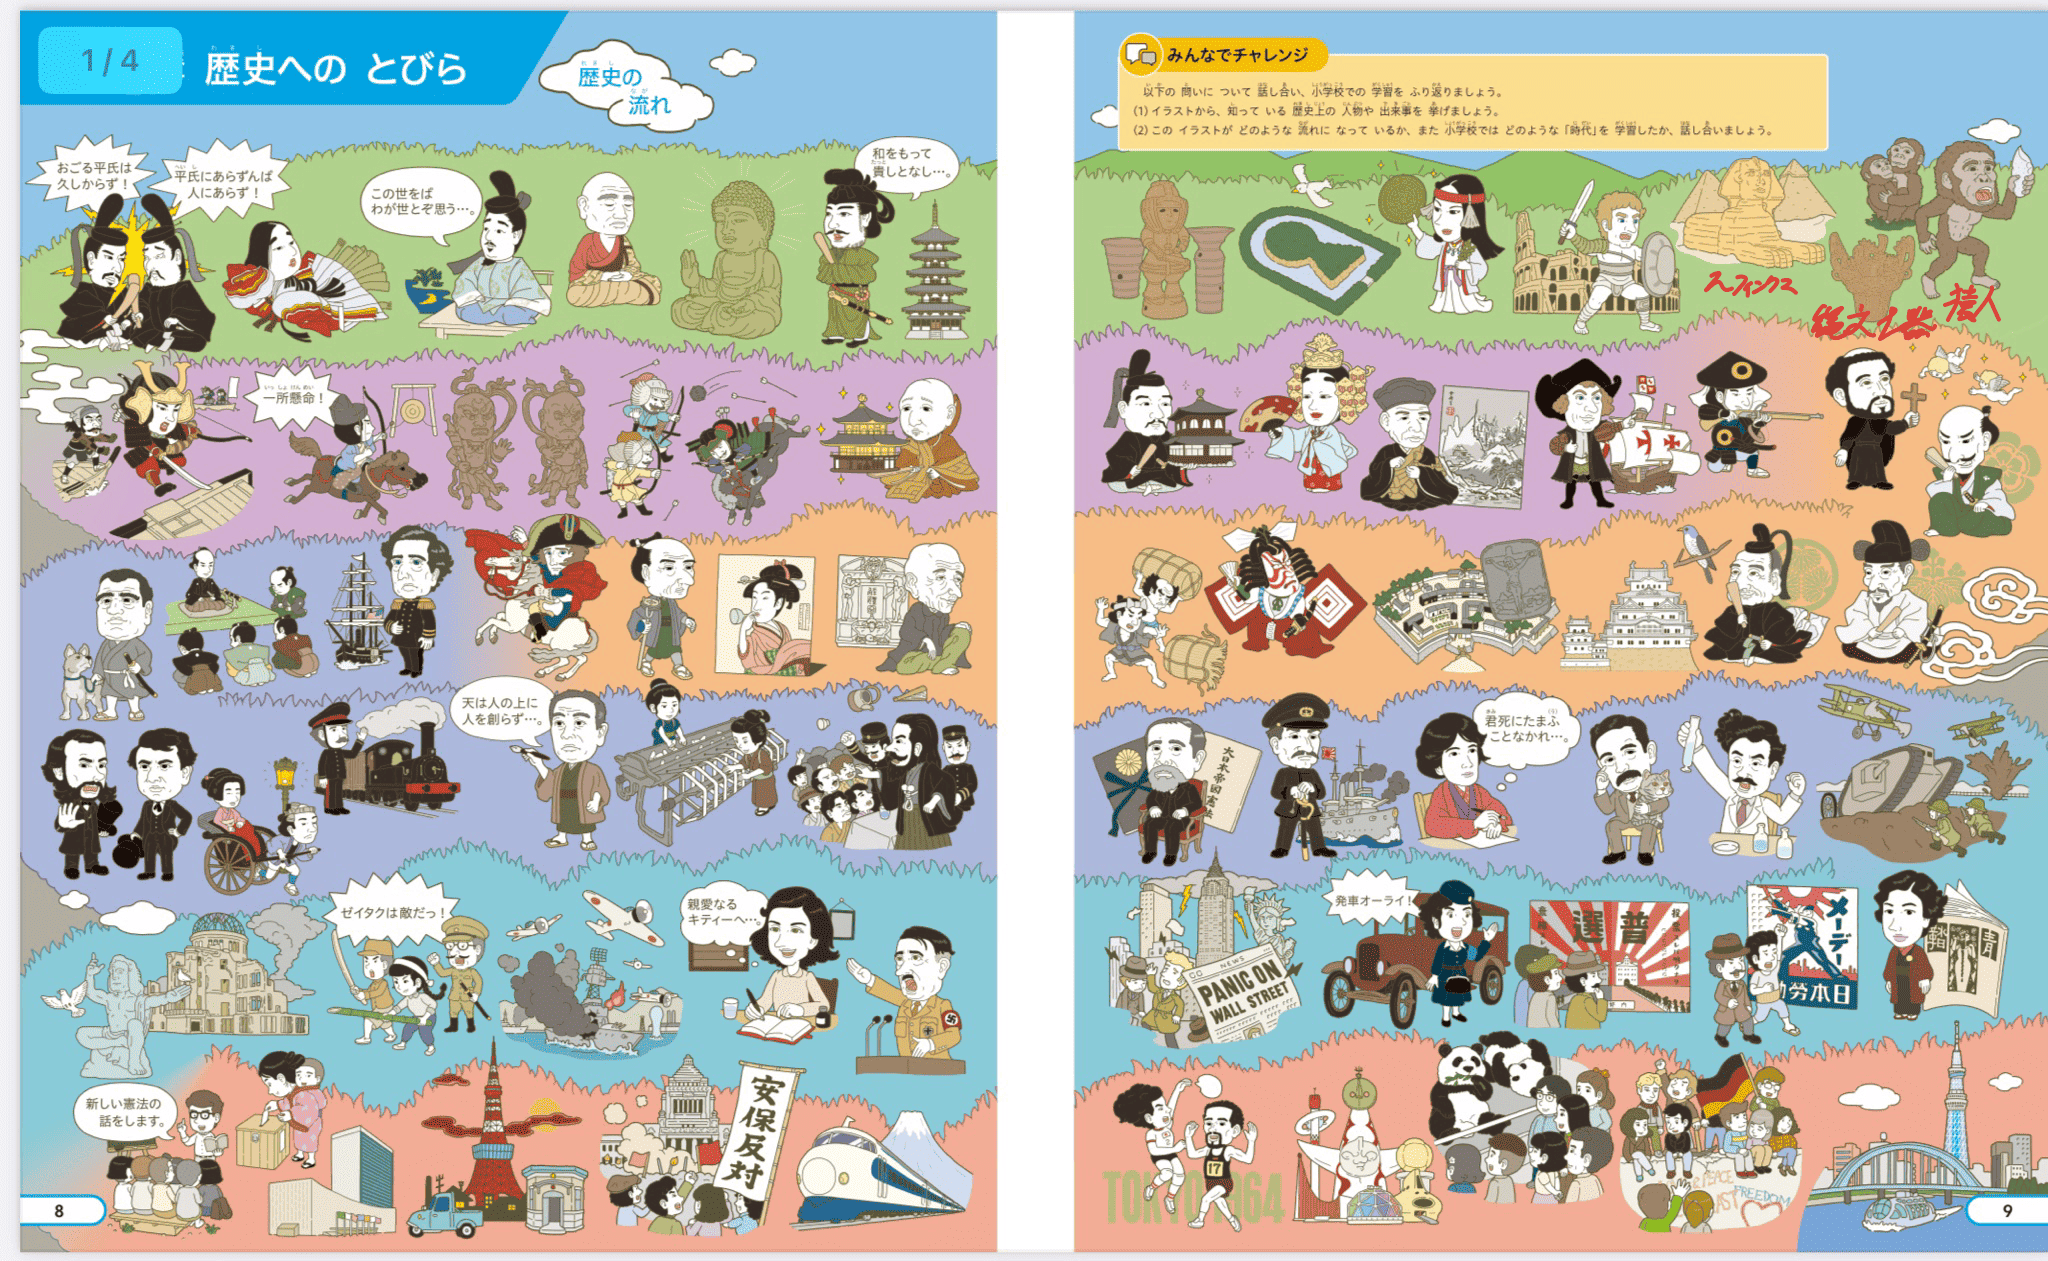 1/4
歴史への とびら
歴史の
流れ
みんなでチャレンジ
以下の 問いに ついて 話し合い、小学校での 学習を ふり返りましょう。
(1)イラストから、知って いる 歴史上の 人物や 出来事を 挙げましょう。
(2)この イラストが どのような 流れに なって いるか、また 小学校では どのような「時代」を 学習したか、話し合いましょう。
おごる平氏は
久しからず！
平氏にあらずんば
人にあらず！
この世をば
わが世とぞ思う…。
和をもって
貴しとなし…。
スフィンクス
縄文土器
猿人
一所懸命！
天は人の上に
人を創らず…。
大日本帝国憲法
君死にたまふ
ことなかれ…。
ゼイタクは敵だっ！
親愛なる
キティーへ…。
NEWS
PANIC ON
WALL STREET
発車オーライ！
普選
メーデー
日本労
青鞜
新しい憲法の
話をします。
安保反対
TOKYO 1964
17
PEACE
FREEDOM
8
9